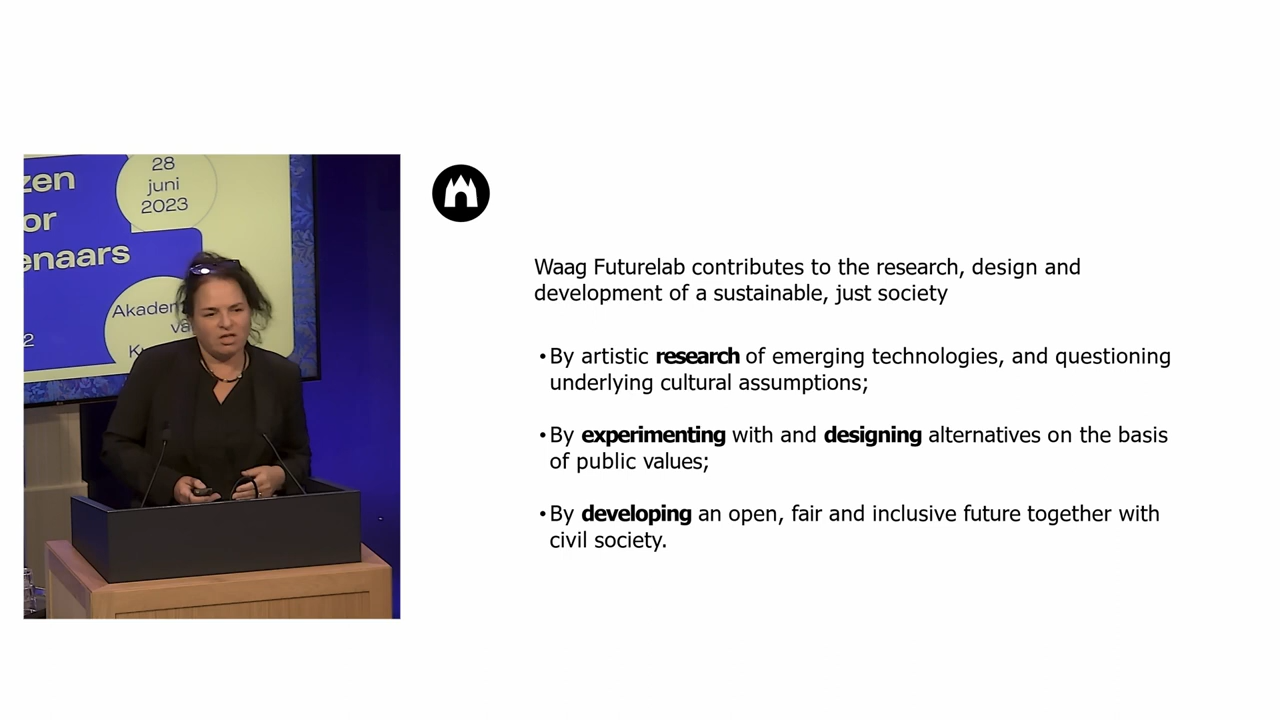 zen
or
enaars
28
juni
2023
2
Akadem
va
K
Waag Futurelab contributes to the research, design and
development of a sustainable, just society
•By artistic research of emerging technologies, and questioning
underlying cultural assumptions;
•By experimenting with and designing alternatives on the basis
of public values;
•By developing an open, fair and inclusive future together with
civil society.